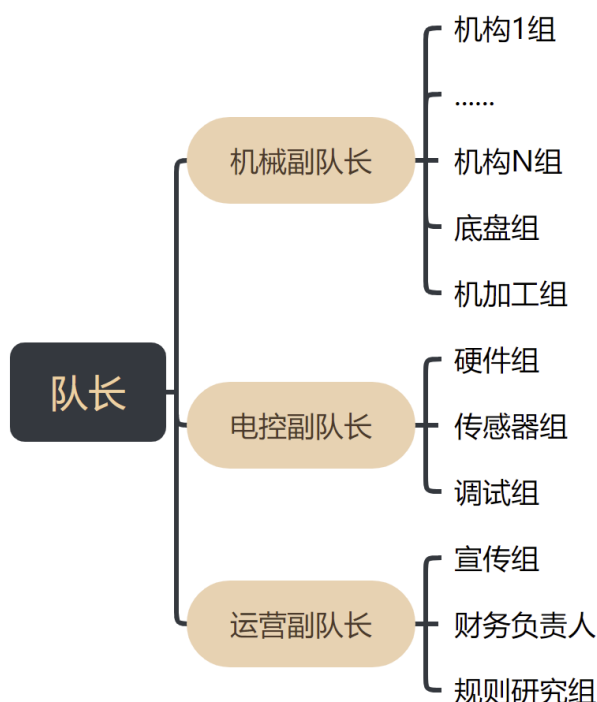 队长
机械副队长
机构1组
......
机构N组
底盘组
机加工组
电控副队长
硬件组
传感器组
调试组
运营副队长
宣传组
财务负责人
规则研究组